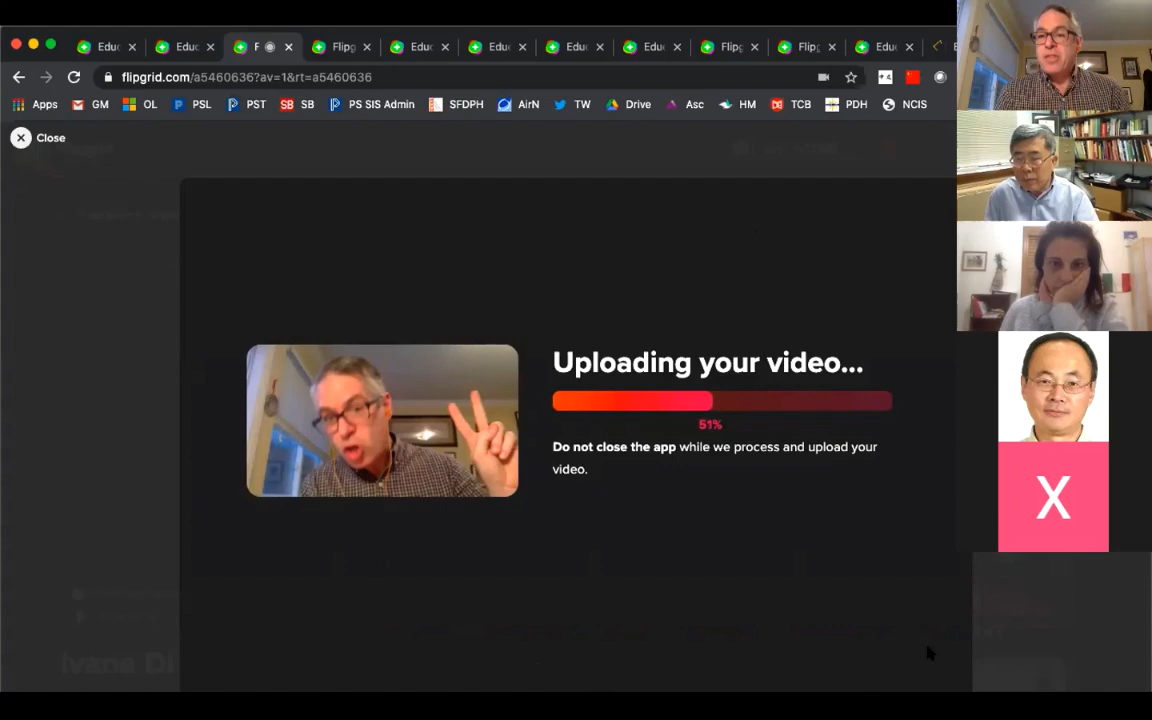 Educ
Educ
F
Flipg
Educ
Educ
Educ
Educ
Flipg
Flipg
Educ
flipgrid.com/a5460636?av=1&rt=a5460636
Apps GM OL PSL PST SB PS SIS Admin SFDPH AirN TW Drive Asc HM TCB PDH NCIS
Close
Uploading your video...
51%
Do not close the app while we process and upload your
video.
X
Ivane Di